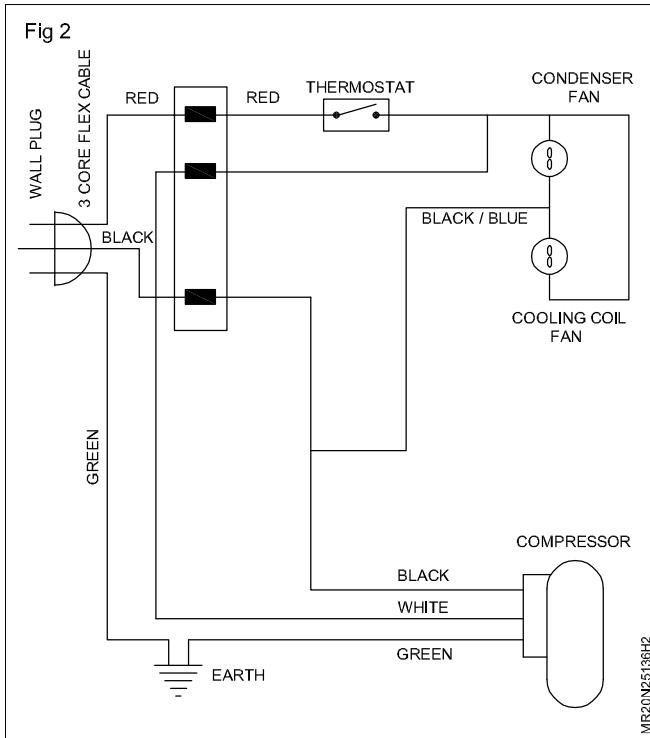 Fig 2
WALL PLUG
3 CORE FLEX CABLE
RED
RED
THERMOSTAT
CONDENSER
FAN
BLACK
BLACK / BLUE
COOLING COIL
FAN
GREEN
COMPRESSOR
BLACK
WHITE
GREEN
EARTH
MR20N25136H2